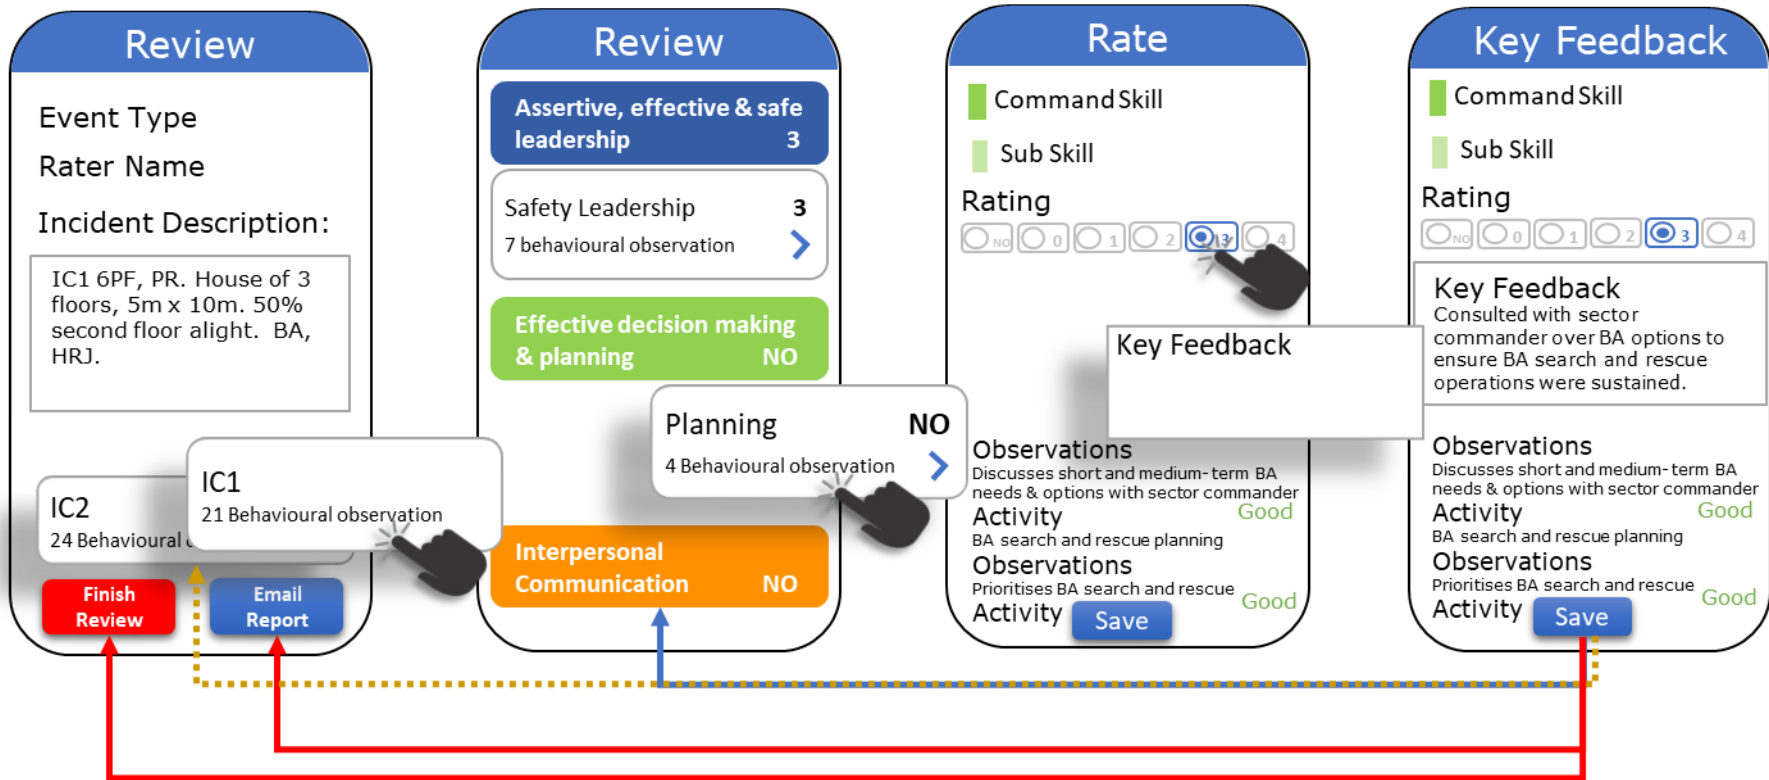 Review
Event Type
Rater Name
Incident Description:
IC1 6PF, PR. House of 3
floors, 5m x 10m. 50%
second floor alight. BA,
HRJ.
IC2
24 Behavioural
IC1
21 Behavioural observation
Finish
Review
Email
Report
Review
Assertive, effective & safe
leadership 3
Safety Leadership 3
7 behavioural observation
Effective decision making
& planning NO
Planning NO
4 Behavioural observation
Interpersonal
Communication NO
Rate
Command Skill
Sub Skill
Rating
NO 0 1 2 3 4
Key Feedback
Observations
Discusses short and medium- term BA
needs & options with sector commander
Activity Good
BA search and rescue planning
Observations
Prioritises BA search and rescue
Good
Activity
Save
Key Feedback
Command Skill
Sub Skill
Rating
NO 0 1 2 3 4
Key Feedback
Consulted with sector
commander over BA options to
ensure BA search and rescue
operations were sustained.
Observations
Discusses short and medium- term BA
needs & options with sector commander
Activity Good
BA search and rescue planning
Observations
Prioritises BA search and rescue
Good
Activity
Save